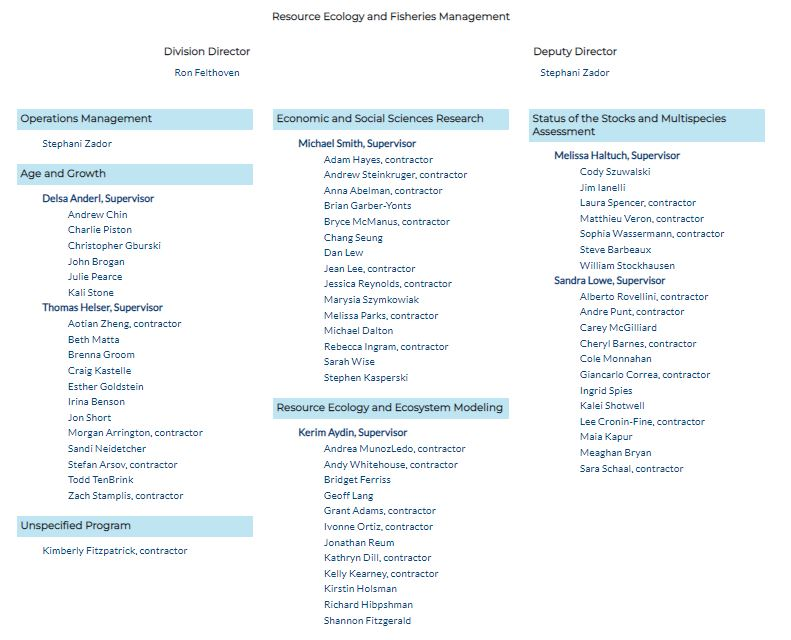 Resource Ecology and Fisheries Management
Division Director
Ron Felthoven
Deputy Director
Stephani Zador
Operations Management
Stephani Zador
Age and Growth
Delsa Anderl, Supervisor
Andrew Chin
Charlie Piston
Christopher Gburski
John Brogan
Julie Pearce
Kali Stone
Thomas Helser, Supervisor
Aotian Zheng, contractor
Beth Matta
Brenna Groom
Craig Kastelle
Esther Goldstein
Irina Benson
Jon Short
Morgan Arrington, contractor
Sandi Neidetcher
Stefan Arsov, contractor
Todd TenBrink
Zach Stamplis, contractor
Unspecified Program
Kimberly Fitzpatrick, contractor
Economic and Social Sciences Research
Michael Smith, Supervisor
Adam Hayes, contractor
Andrew Steinkruger, contractor
Anna Abelman, contractor
Brian Garber-Yonts
Bryce McManus, contractor
Chang Seung
Dan Lew
Jean Lee, contractor
Jessica Reynolds, contractor
Marysia Szymkowiak
Melissa Parks, contractor
Michael Dalton
Rebecca Ingram, contractor
Sarah Wise
Stephen Kasperski
Resource Ecology and Ecosystem Modeling
Kerim Aydin, Supervisor
Andrea MunozLedo, contractor
Andy Whitehouse, contractor
Bridget Ferriss
Geoff Lang
Grant Adams, contractor
Ivonne Ortiz, contractor
Jonathan Reum
Kathryn Dill, contractor
Kelly Kearney, contractor
Kirstin Holsman
Richard Hibpshman
Shannon Fitzgerald
Status of the Stocks and Multispecies
Assessment
Melissa Haltuch, Supervisor
Cody Szuwalski
Jim Ianelli
Laura Spencer, contractor
Matthieu Veron, contractor
Sophia Wassermann, contractor
Steve Barbeaux
William Stockhausen
Sandra Lowe, Supervisor
Alberto Rovellini, contractor
Andre Punt, contractor
Carey McGilliard
Cheryl Barnes, contractor
Cole Monnahan
Giancarlo Correa, contractor
Ingrid Spies
Kalei Shotwell
Lee Cronin-Fine, contractor
Maia Kapur
Meaghan Bryan
Sara Schaal, contractor